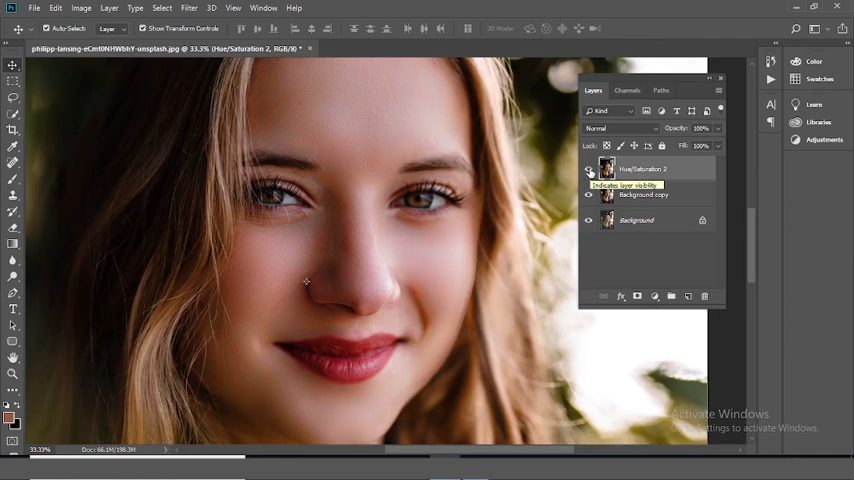 Ps File Edit Image Layer Type Select Filter 3D View Window Help
Auto-Select: Layer Show Transform Controls 3D Mode:
philipp-lansing-eCmt0NHWbhY-unsplash.jpg @ 33.3% (Hue/Saturation 2, RGB/8) *
Layers Channels Paths
Kind
Normal Opacity: 100%
Lock: Fill: 100%
Hue/Saturation 2
Indicates layer visibility
Background copy
Background
Color
Swatches
Learn
Libraries
Adjustments
Activate Windows
Go to Settings to activate Windows.
33.33% Doc: 66.1M/198.3M